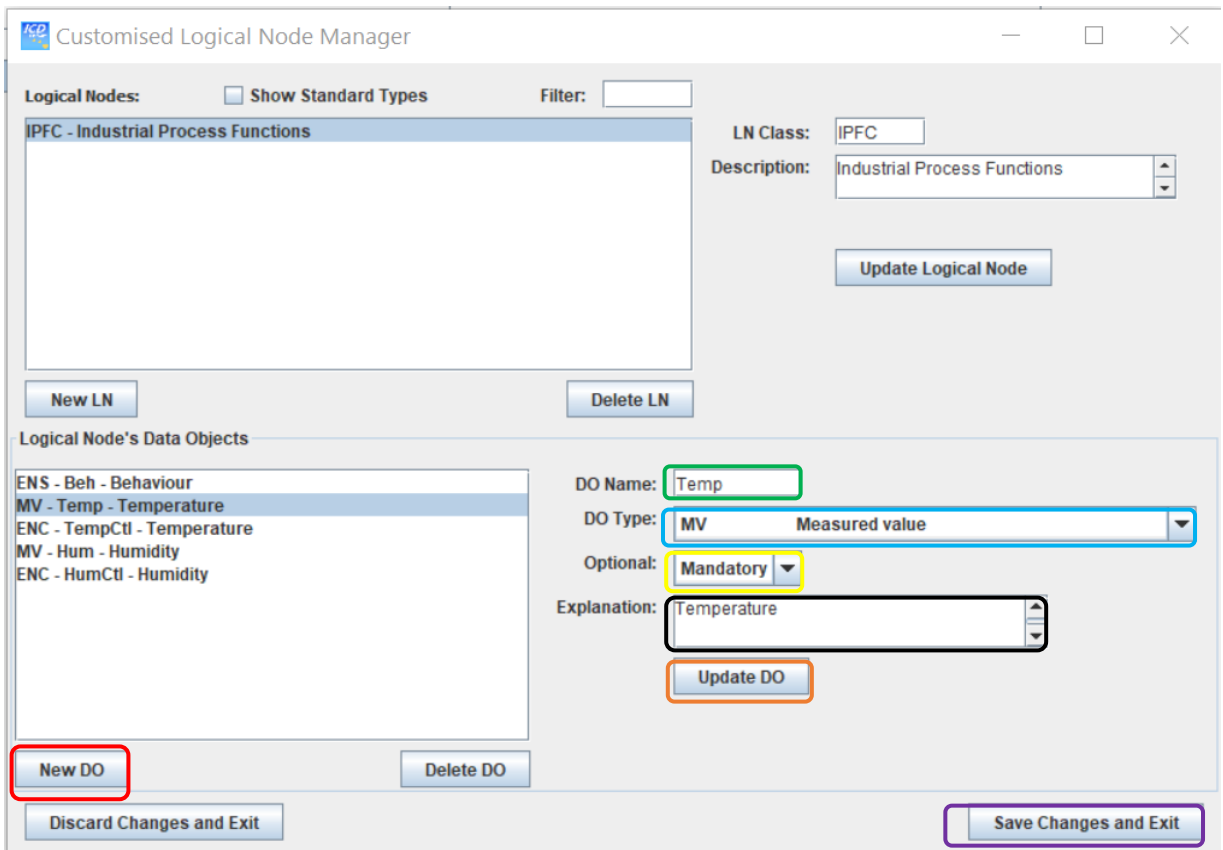 ICD Customised Logical Node Manager
Logical Nodes: Show Standard Types Filter:
IPFC - Industrial Process Functions
LN Class: IPFC
Description: Industrial Process Functions
Update Logical Node
New LN Delete LN
Logical Node's Data Objects
ENS - Beh - Behaviour
MV - Temp - Temperature
ENC - TempCtl - Temperature
MV - Hum - Humidity
ENC - HumCtl - Humidity
DO Name: Temp
DO Type: MV Measured value
Optional: Mandatory
Explanation: Temperature
Update DO
New DO Delete DO
Discard Changes and Exit Save Changes and Exit